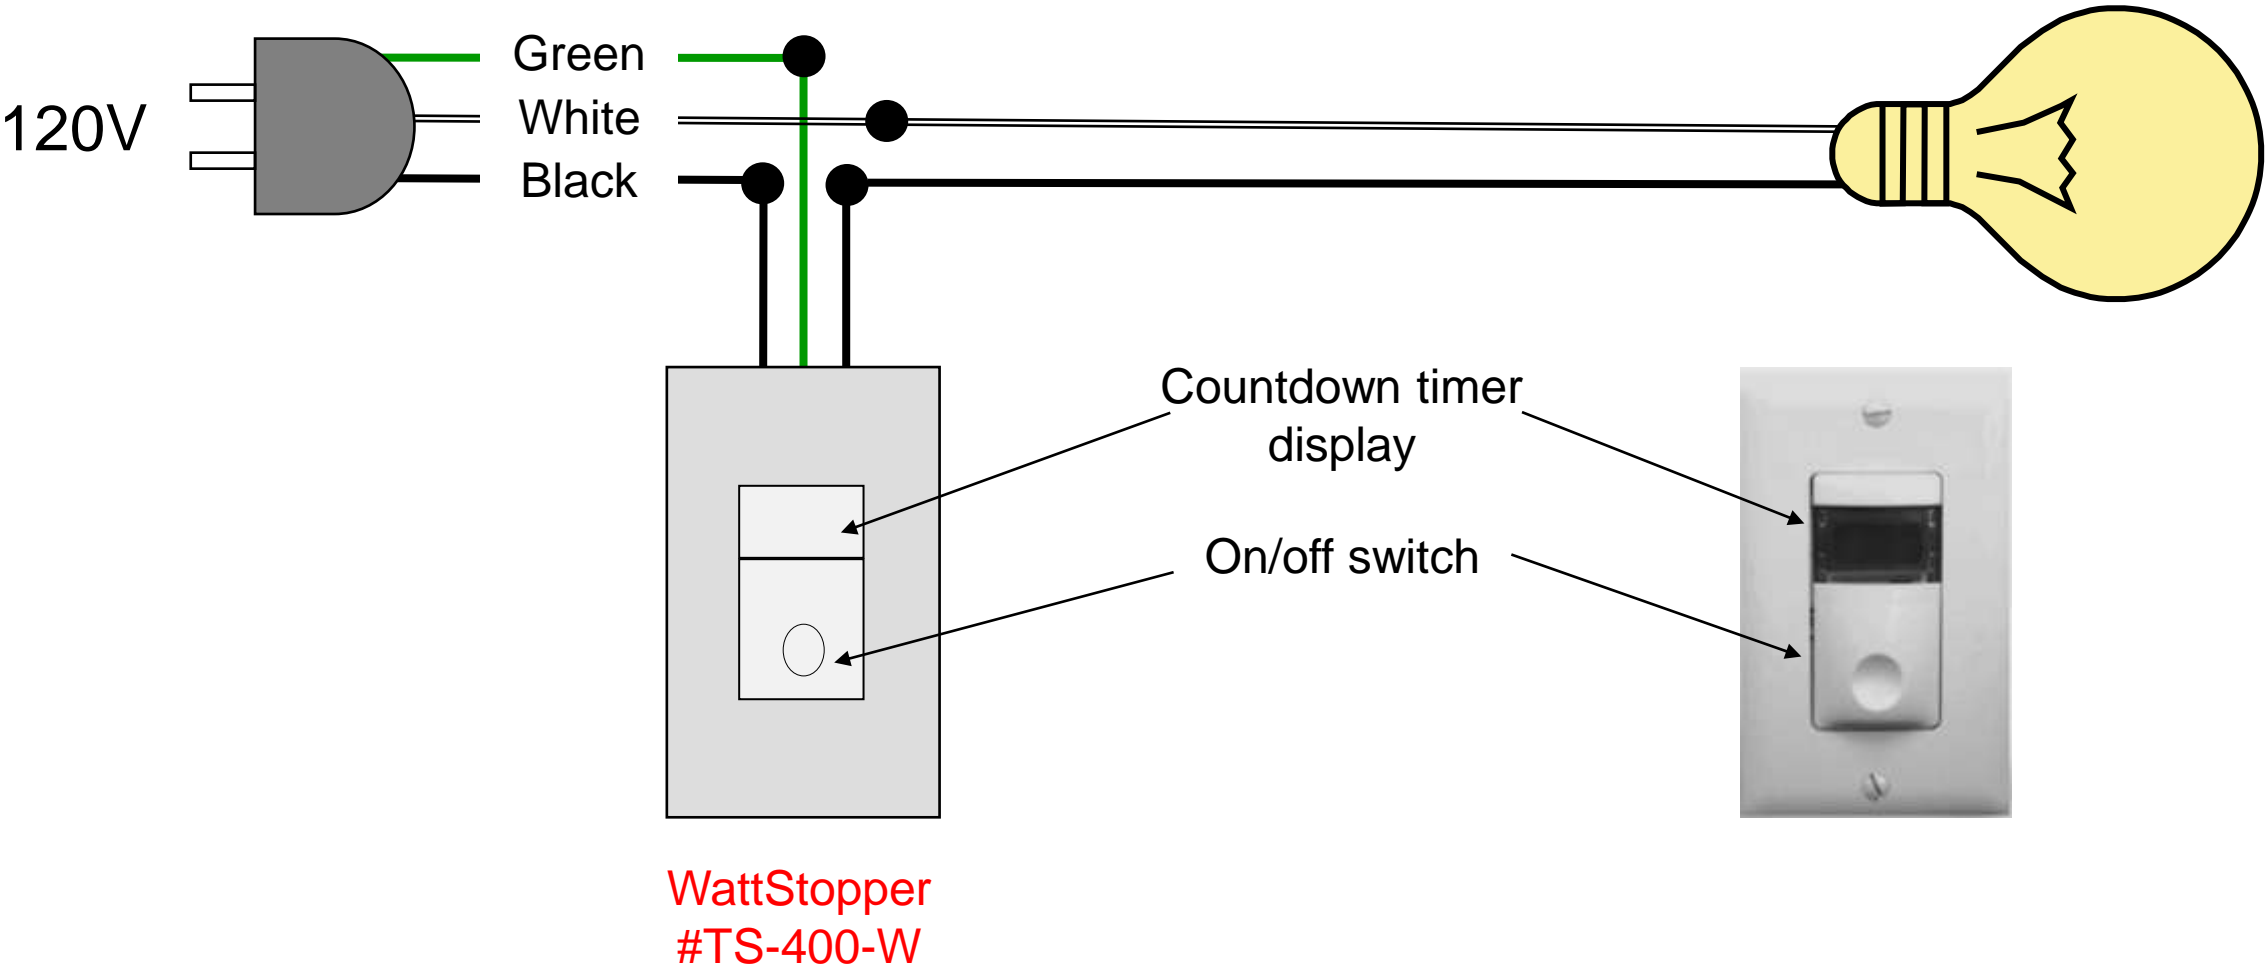 Green
White
120V
Black
Countdown timer
display
On/off switch
WattStopper
#TS-400-W